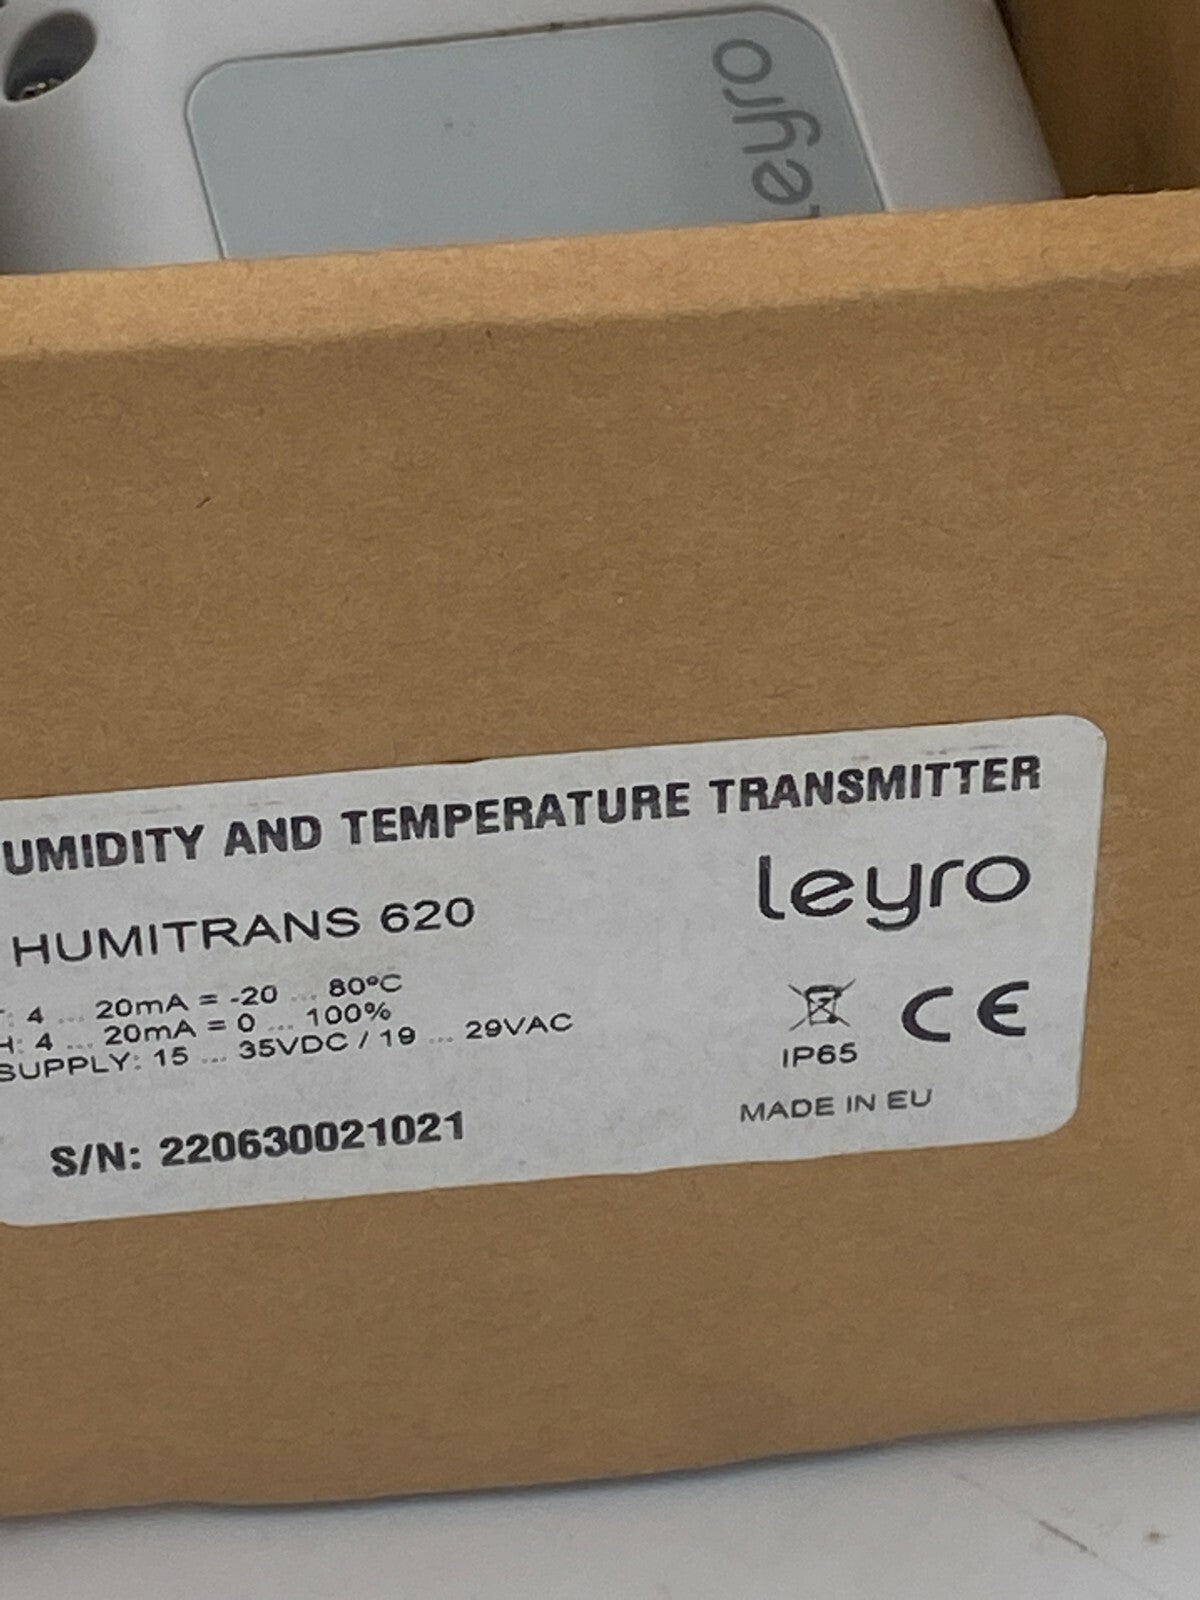 leyro
UMIDITY AND TEMPERATURE TRANSMITTER
leyro
HUMITRANS 620
: 4 ... 20mA = -20 ... 80ºC
H: 4 ... 20mA = 0 ... 100%
SUPPLY: 15 ... 35VDC / 19 ... 29VAC
CE
IP65
MADE IN EU
S/N: 220630021021